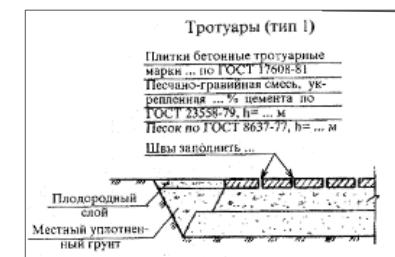 Тротуары (тип 1)
Плитки бетонные тротуарные
марки ... по ГОСТ 17608-81
Песчано-гравийная смесь, ук-
репленная ... % цемента по
ГОСТ 23558-79, h= ... м
Песок по ГОСТ 8637-77, h= ... м
Швы заполнить ...
Плодородный
слой
Местный уплотнен-
ный грунт